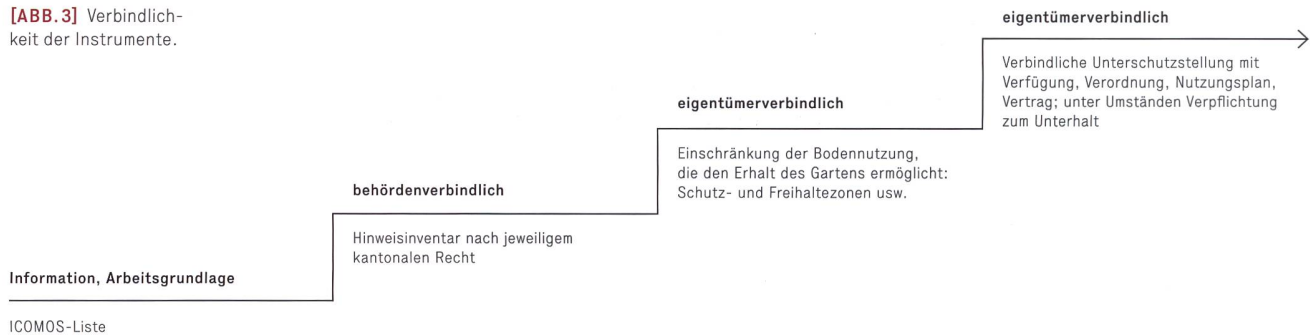 [ABB.3] Verbindlich-
keit der Instrumente.
eigentümerverbindlich
Verbindliche Unterschutzstellung mit
Verfügung, Verordnung, Nutzungsplan,
Vertrag; unter Umständen Verpflichtung
zum Unterhalt
eigentümerverbindlich
Einschränkung der Bodennutzung,
die den Erhalt des Gartens ermöglicht:
Schutz- und Freihaltezonen usw.
behördenverbindlich
Hinweisinventar nach jeweiligem
kantonalen Recht
Information, Arbeitsgrundlage
ICOMOS-Liste